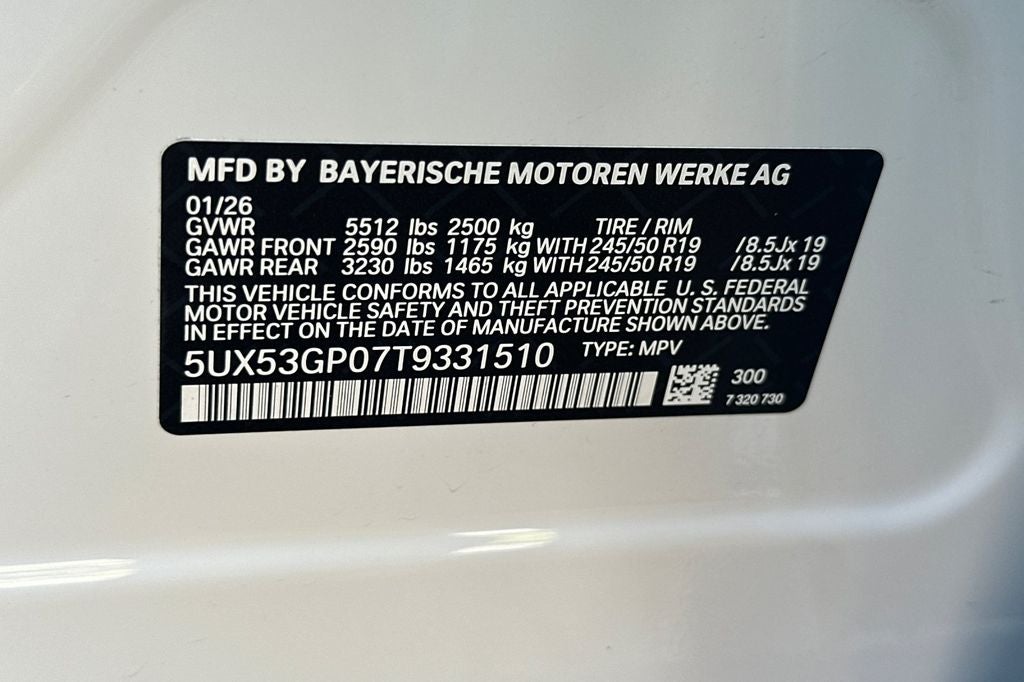 MFD BY BAYERISCHE MOTOREN WERKE AG
01/26
GVWR 5512 lbs 2500 kg TIRE / RIM
GAWR FRONT 2590 lbs 1175 kg WITH 245/50 R19 /8.5Jx 19
GAWR REAR 3230 lbs 1465 kg WITH 245/50 R19 /8.5Jx 19
THIS VEHICLE CONFORMS TO ALL APPLICABLE U. S. FEDERAL
MOTOR VEHICLE SAFETY AND THEFT PREVENTION STANDARDS
IN EFFECT ON THE DATE OF MANUFACTURE SHOWN ABOVE.
5UX53GP07T9331510 TYPE: MPV
300
7 320 730